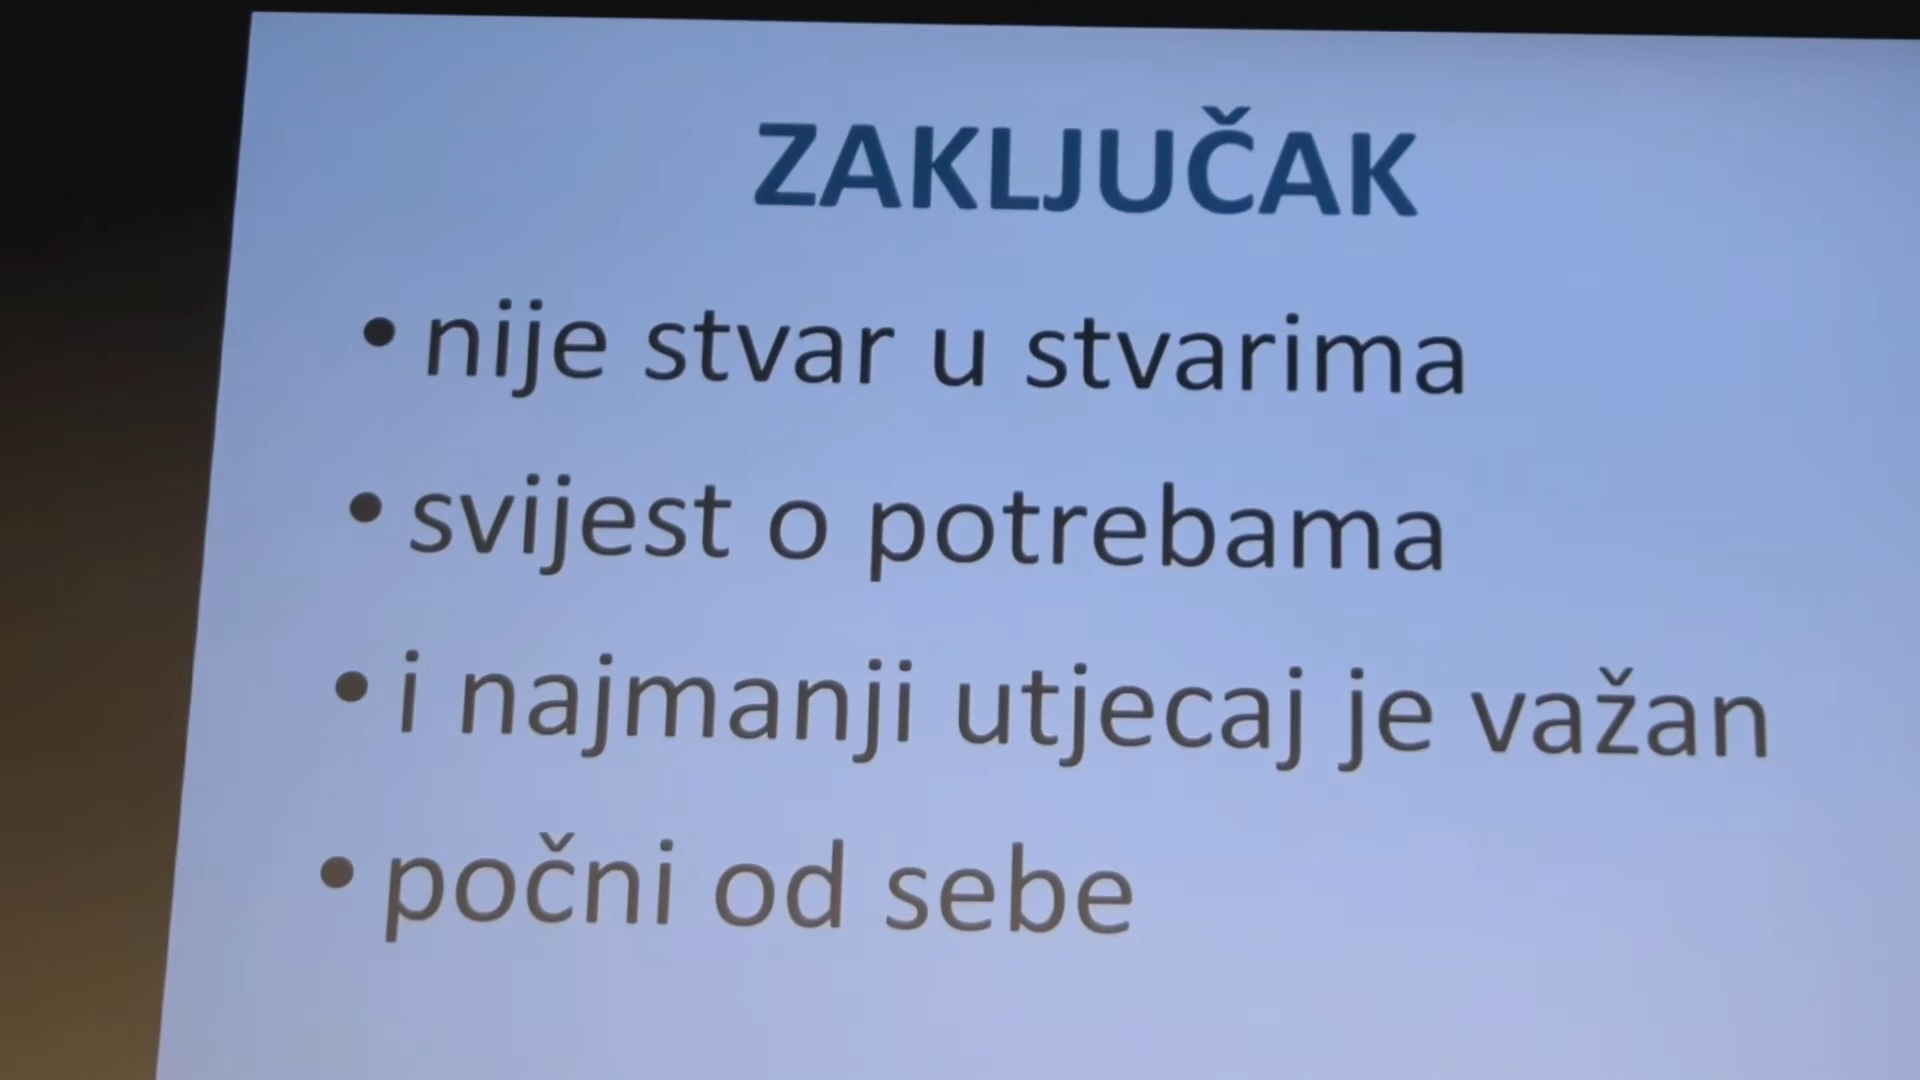 ZAKLJUČAK
• nije stvar u stvarima
• svijest o potrebama
• i najmanji utjecaj je važan
• počni od sebe